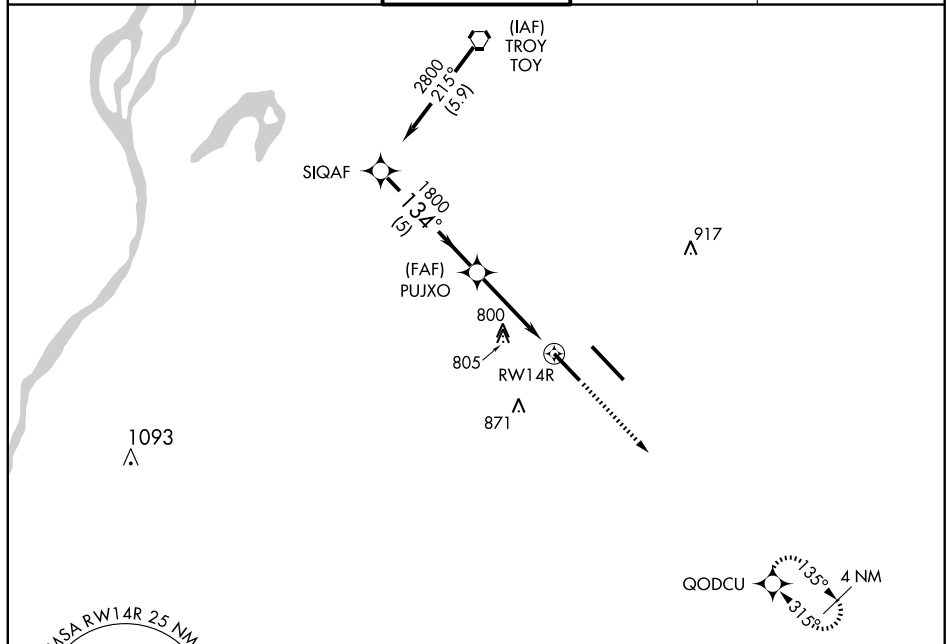 (IAF)
TROY
TOY
2800
215°
(5.9)
SIQAF
1800
134°
(5)
917
(FAF)
PUJXO
800
805
RW14R
871
1093
QODCU
135°
4 NM
315°
MSA RW14R 25 NM